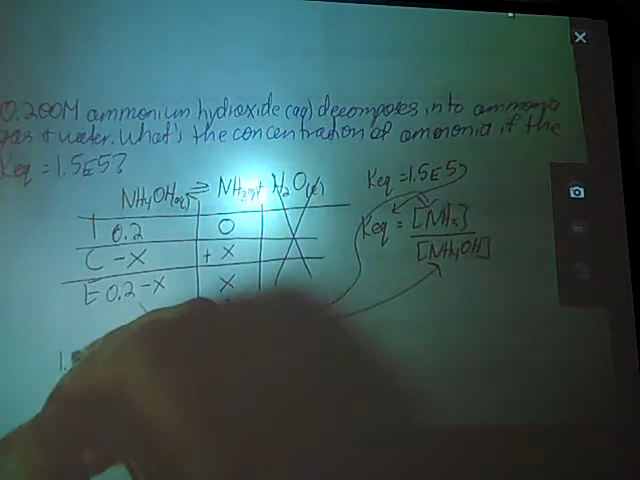 0.200M ammonium hydroxide (aq) decomposes into ammonia
gas + water. What's the concentration of ammonia if the
Keq = 1.5E5?
NH4OH(aq) ⇌ NH3(g) + H2O(l) Keq = 1.5E5?
I 0.2 0 Keq = [NH3]
C -x +x [NH4OH]
E 0.2-x x
1.